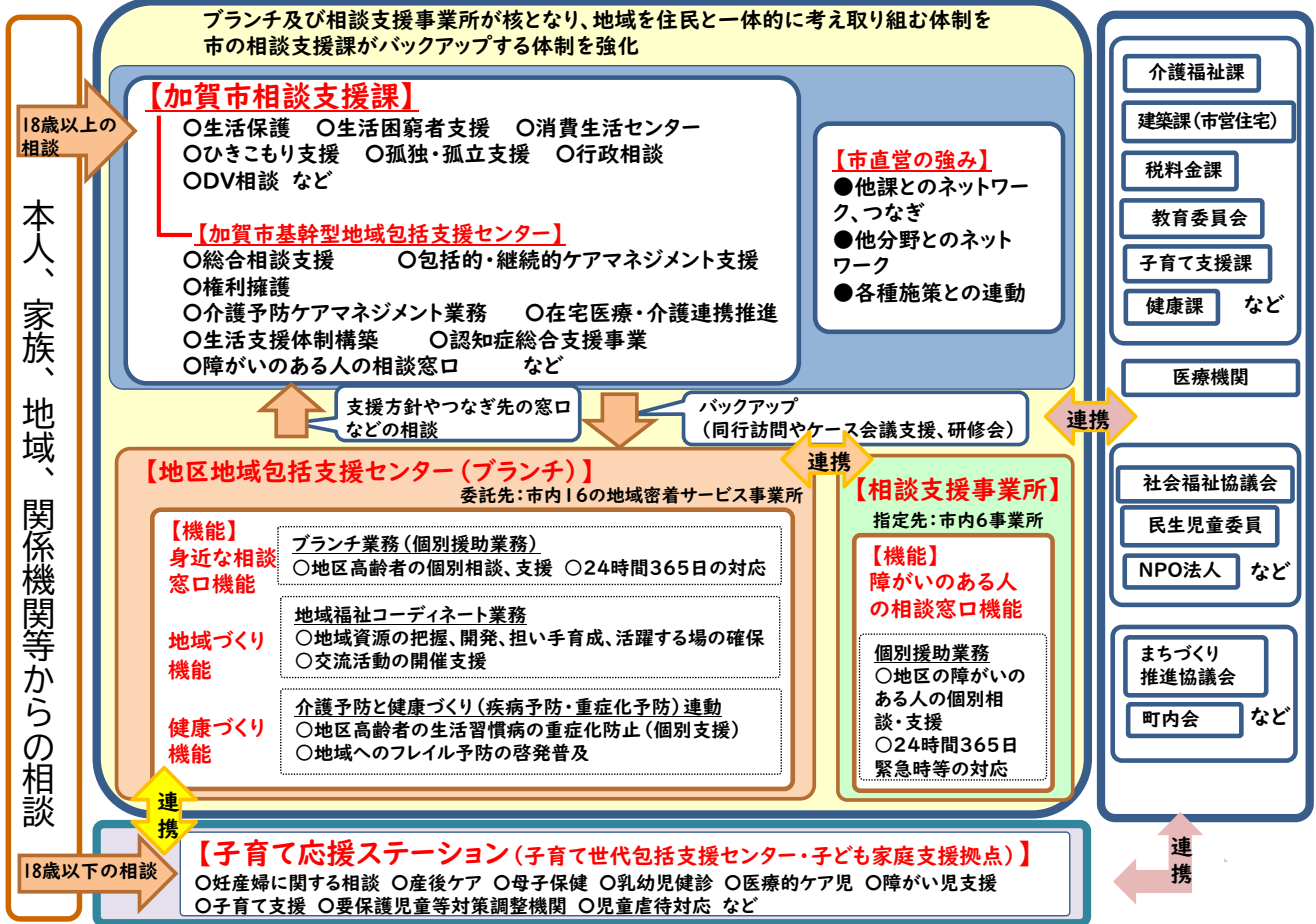 ブランチ及び相談支援事業所が核となり、地域を住民と一体的に考え取り組む体制を
市の相談支援課がバックアップする体制を強化
18歳以上の
相談
本人、家族、地域、関係機関等からの相談
18歳以下の相談
【加賀市相談支援課】
○生活保護 ○生活困窮者支援 ○消費生活センター
○ひきこもり支援 ○孤独・孤立支援 ○行政相談
○DV相談 など
【加賀市基幹型地域包括支援センター】
○総合相談支援 ○包括的・継続的ケアマネジメント支援
○権利擁護
○介護予防ケアマネジメント業務 ○在宅医療・介護連携推進
○生活支援体制構築 ○認知症総合支援事業
○障がいのある人の相談窓口 など
【市直営の強み】
●他課とのネットワー
ク、つなぎ
●他分野とのネット
ワーク
●各種施策との連動
支援方針やつなぎ先の窓口
などの相談
バックアップ
(同行訪問やケース会議支援、研修会)
連携
連携
【地区地域包括支援センター(ブランチ)】
委託先:市内16の地域密着サービス事業所
【機能】
身近な相談
窓口機能
ブランチ業務(個別援助業務)
○地区高齢者の個別相談、支援 ○24時間365日の対応
地域づくり
機能
地域福祉コーディネート業務
○地域資源の把握、開発、担い手育成、活躍する場の確保
○交流活動の開催支援
健康づくり
機能
介護予防と健康づくり(疾病予防・重症化予防)連動
○地区高齢者の生活習慣病の重症化防止(個別支援)
○地域へのフレイル予防の啓発普及
【相談支援事業所】
指定先:市内6事業所
【機能】
障がいのある人
の相談窓口機能
個別援助業務
○地区の障がいの
ある人の個別相
談・支援
○24時間365日
緊急時等の対応
連携
【子育て応援ステーション(子育て世代包括支援センター・子ども家庭支援拠点)】
○妊産婦に関する相談 ○産後ケア ○母子保健 ○乳幼児健診 ○医療的ケア児 ○障がい児支援
○子育て支援 ○要保護児童等対策調整機関 ○児童虐待対応 など
介護福祉課
建築課(市営住宅)
税料金課
教育委員会
子育て支援課
健康課 など
医療機関
社会福祉協議会
民生児童委員
NPO法人 など
まちづくり
推進協議会
町内会 など
連携